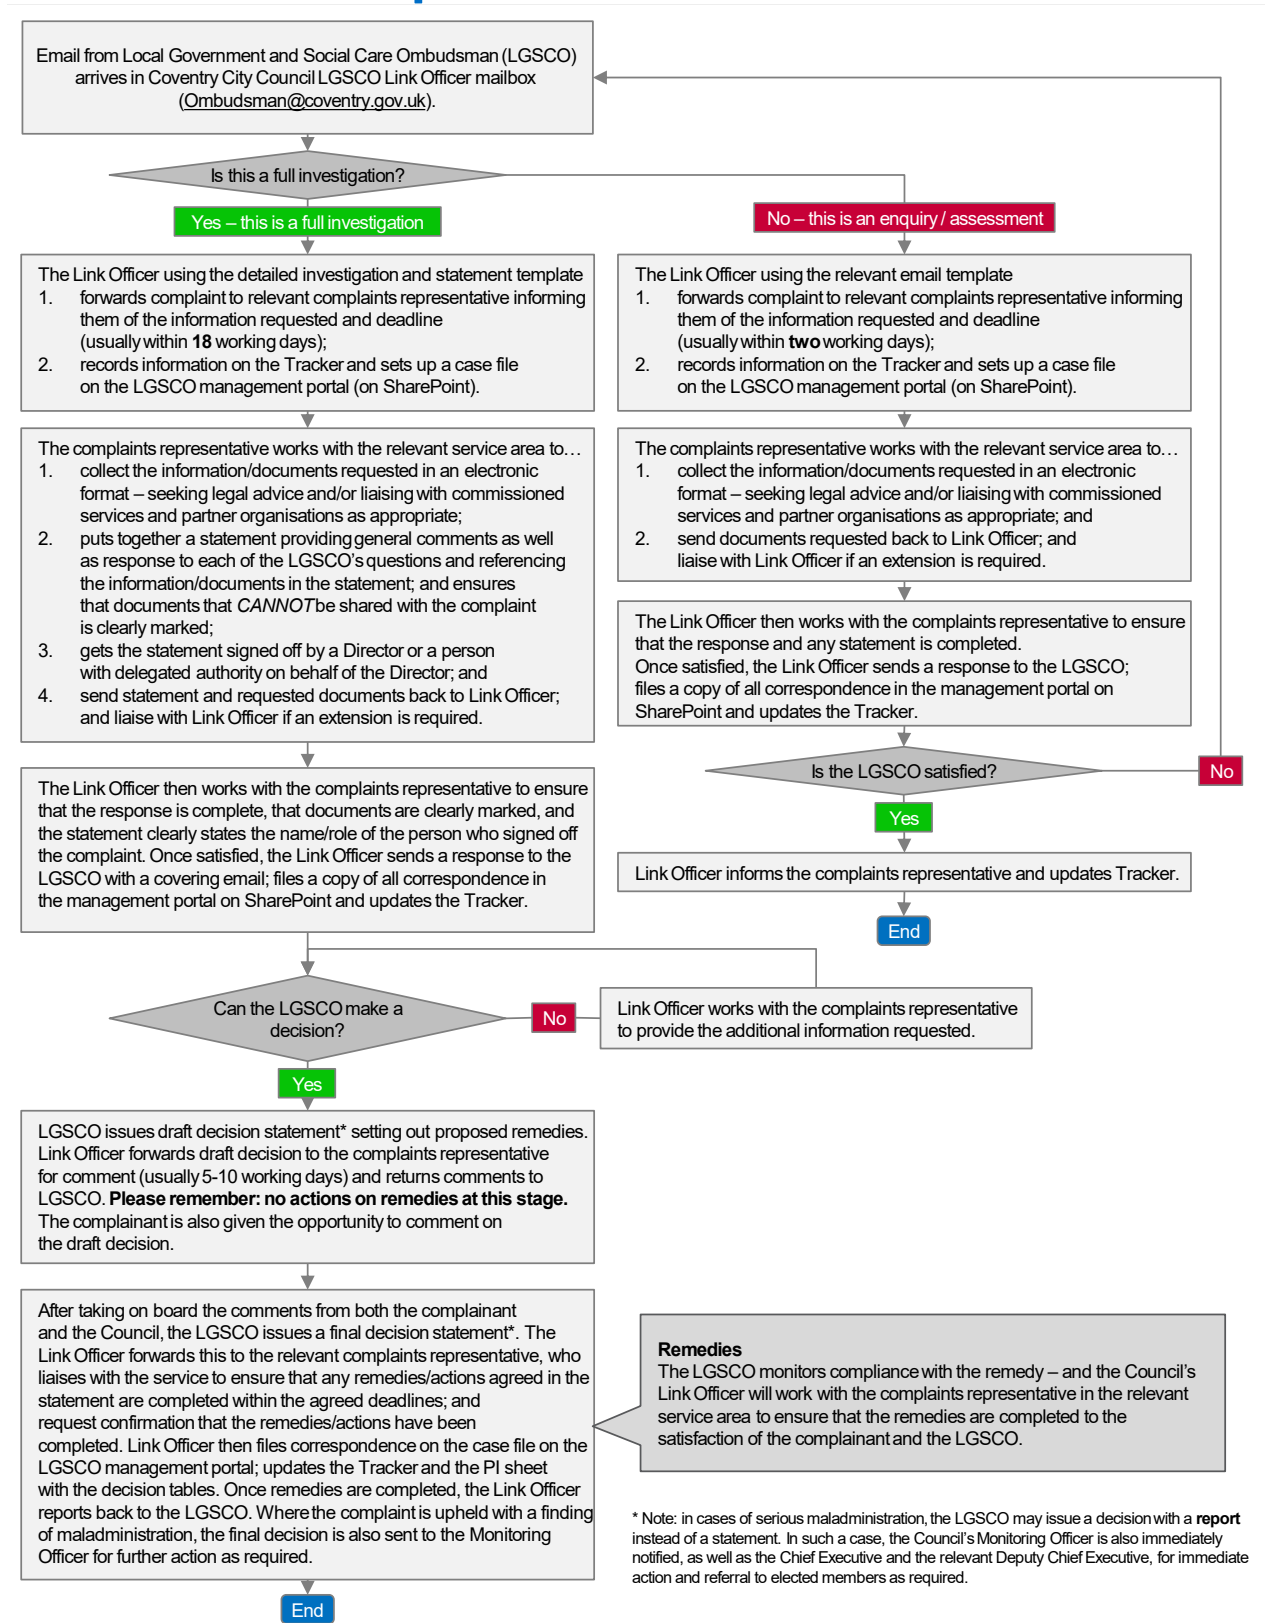 Email from Local Government and Social Care Ombudsman (LGSCO)
arrives in Coventry City Council LGSCO Link Officer mailbox
(Ombudsman@coventry.gov.uk).
Is this a full investigation?
Yes – this is a full investigation
No – this is an enquiry / assessment
The Link Officer using the detailed investigation and statement template
1. forwards complaint to relevant complaints representative informing
them of the information requested and deadline
(usually within 18 working days);
2. records information on the Tracker and sets up a case file
on the LGSCO management portal (on SharePoint).
The Link Officer using the relevant email template
1. forwards complaint to relevant complaints representative informing
them of the information requested and deadline
(usually within two working days);
2. records information on the Tracker and sets up a case file
on the LGSCO management portal (on SharePoint).
The complaints representative works with the relevant service area to…
1. collect the information/documents requested in an electronic
format – seeking legal advice and/or liaising with commissioned
services and partner organisations as appropriate;
2. puts together a statement providing general comments as well
as response to each of the LGSCO's questions and referencing
the information/documents in the statement; and ensures
that documents that CANNOT be shared with the complaint
is clearly marked;
3. gets the statement signed off by a Director or a person
with delegated authority on behalf of the Director; and
4. send statement and requested documents back to Link Officer;
and liaise with Link Officer if an extension is required.
The complaints representative works with the relevant service area to…
1. collect the information/documents requested in an electronic
format – seeking legal advice and/or liaising with commissioned
services and partner organisations as appropriate; and
2. send documents requested back to Link Officer; and
liaise with Link Officer if an extension is required.
The Link Officer then works with the complaints representative to ensure
that the response and any statement is completed.
Once satisfied, the Link Officer sends a response to the LGSCO;
files a copy of all correspondence in the management portal on
SharePoint and updates the Tracker.
Is the LGSCO satisfied?
No
Yes
Link Officer informs the complaints representative and updates Tracker.
End
The Link Officer then works with the complaints representative to ensure
that the response is complete, that documents are clearly marked, and
the statement clearly states the name/role of the person who signed off
the complaint. Once satisfied, the Link Officer sends a response to the
LGSCO with a covering email; files a copy of all correspondence in
the management portal on SharePoint and updates the Tracker.
Can the LGSCO make a
decision?
No
Link Officer works with the complaints representative
to provide the additional information requested.
Yes
LGSCO issues draft decision statement* setting out proposed remedies.
Link Officer forwards draft decision to the complaints representative
for comment (usually 5-10 working days) and returns comments to
LGSCO. Please remember: no actions on remedies at this stage.
The complainant is also given the opportunity to comment on
the draft decision.
After taking on board the comments from both the complainant
and the Council, the LGSCO issues a final decision statement*. The
Link Officer forwards this to the relevant complaints representative, who
liaises with the service to ensure that any remedies/actions agreed in the
statement are completed within the agreed deadlines; and
request confirmation that the remedies/actions have been
completed. Link Officer then files correspondence on the case file on the
LGSCO management portal; updates the Tracker and the PI sheet
with the decision tables. Once remedies are completed, the Link Officer
reports back to the LGSCO. Where the complaint is upheld with a finding
of maladministration, the final decision is also sent to the Monitoring
Officer for further action as required.
End
Remedies
The LGSCO monitors compliance with the remedy – and the Council's
Link Officer will work with the complaints representative in the relevant
service area to ensure that the remedies are completed to the
satisfaction of the complainant and the LGSCO.
* Note: in cases of serious maladministration, the LGSCO may issue a decision with a report
instead of a statement. In such a case, the Council's Monitoring Officer is also immediately
notified, as well as the Chief Executive and the relevant Deputy Chief Executive, for immediate
action and referral to elected members as required.